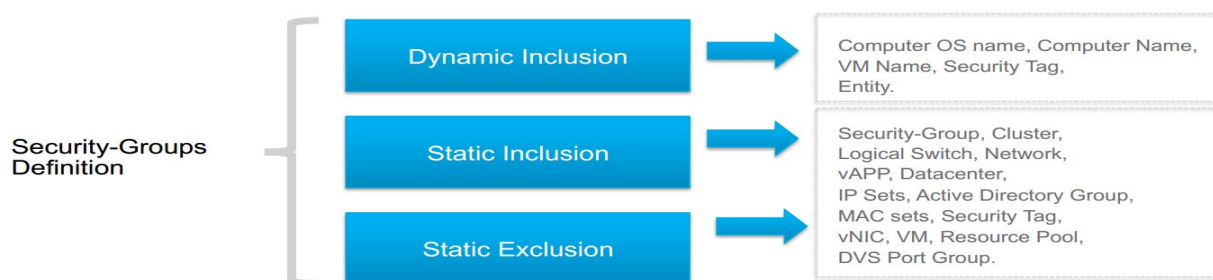 Security-Groups
Definition
Dynamic Inclusion
Computer OS name, Computer Name,
VM Name, Security Tag,
Entity.
Static Inclusion
Static Exclusion
Security-Group, Cluster,
Logical Switch, Network,
vAPP, Datacenter,
IP Sets, Active Directory Group,
MAC sets, Security Tag,
vNIC, VM, Resource Pool,
DVS Port Group.